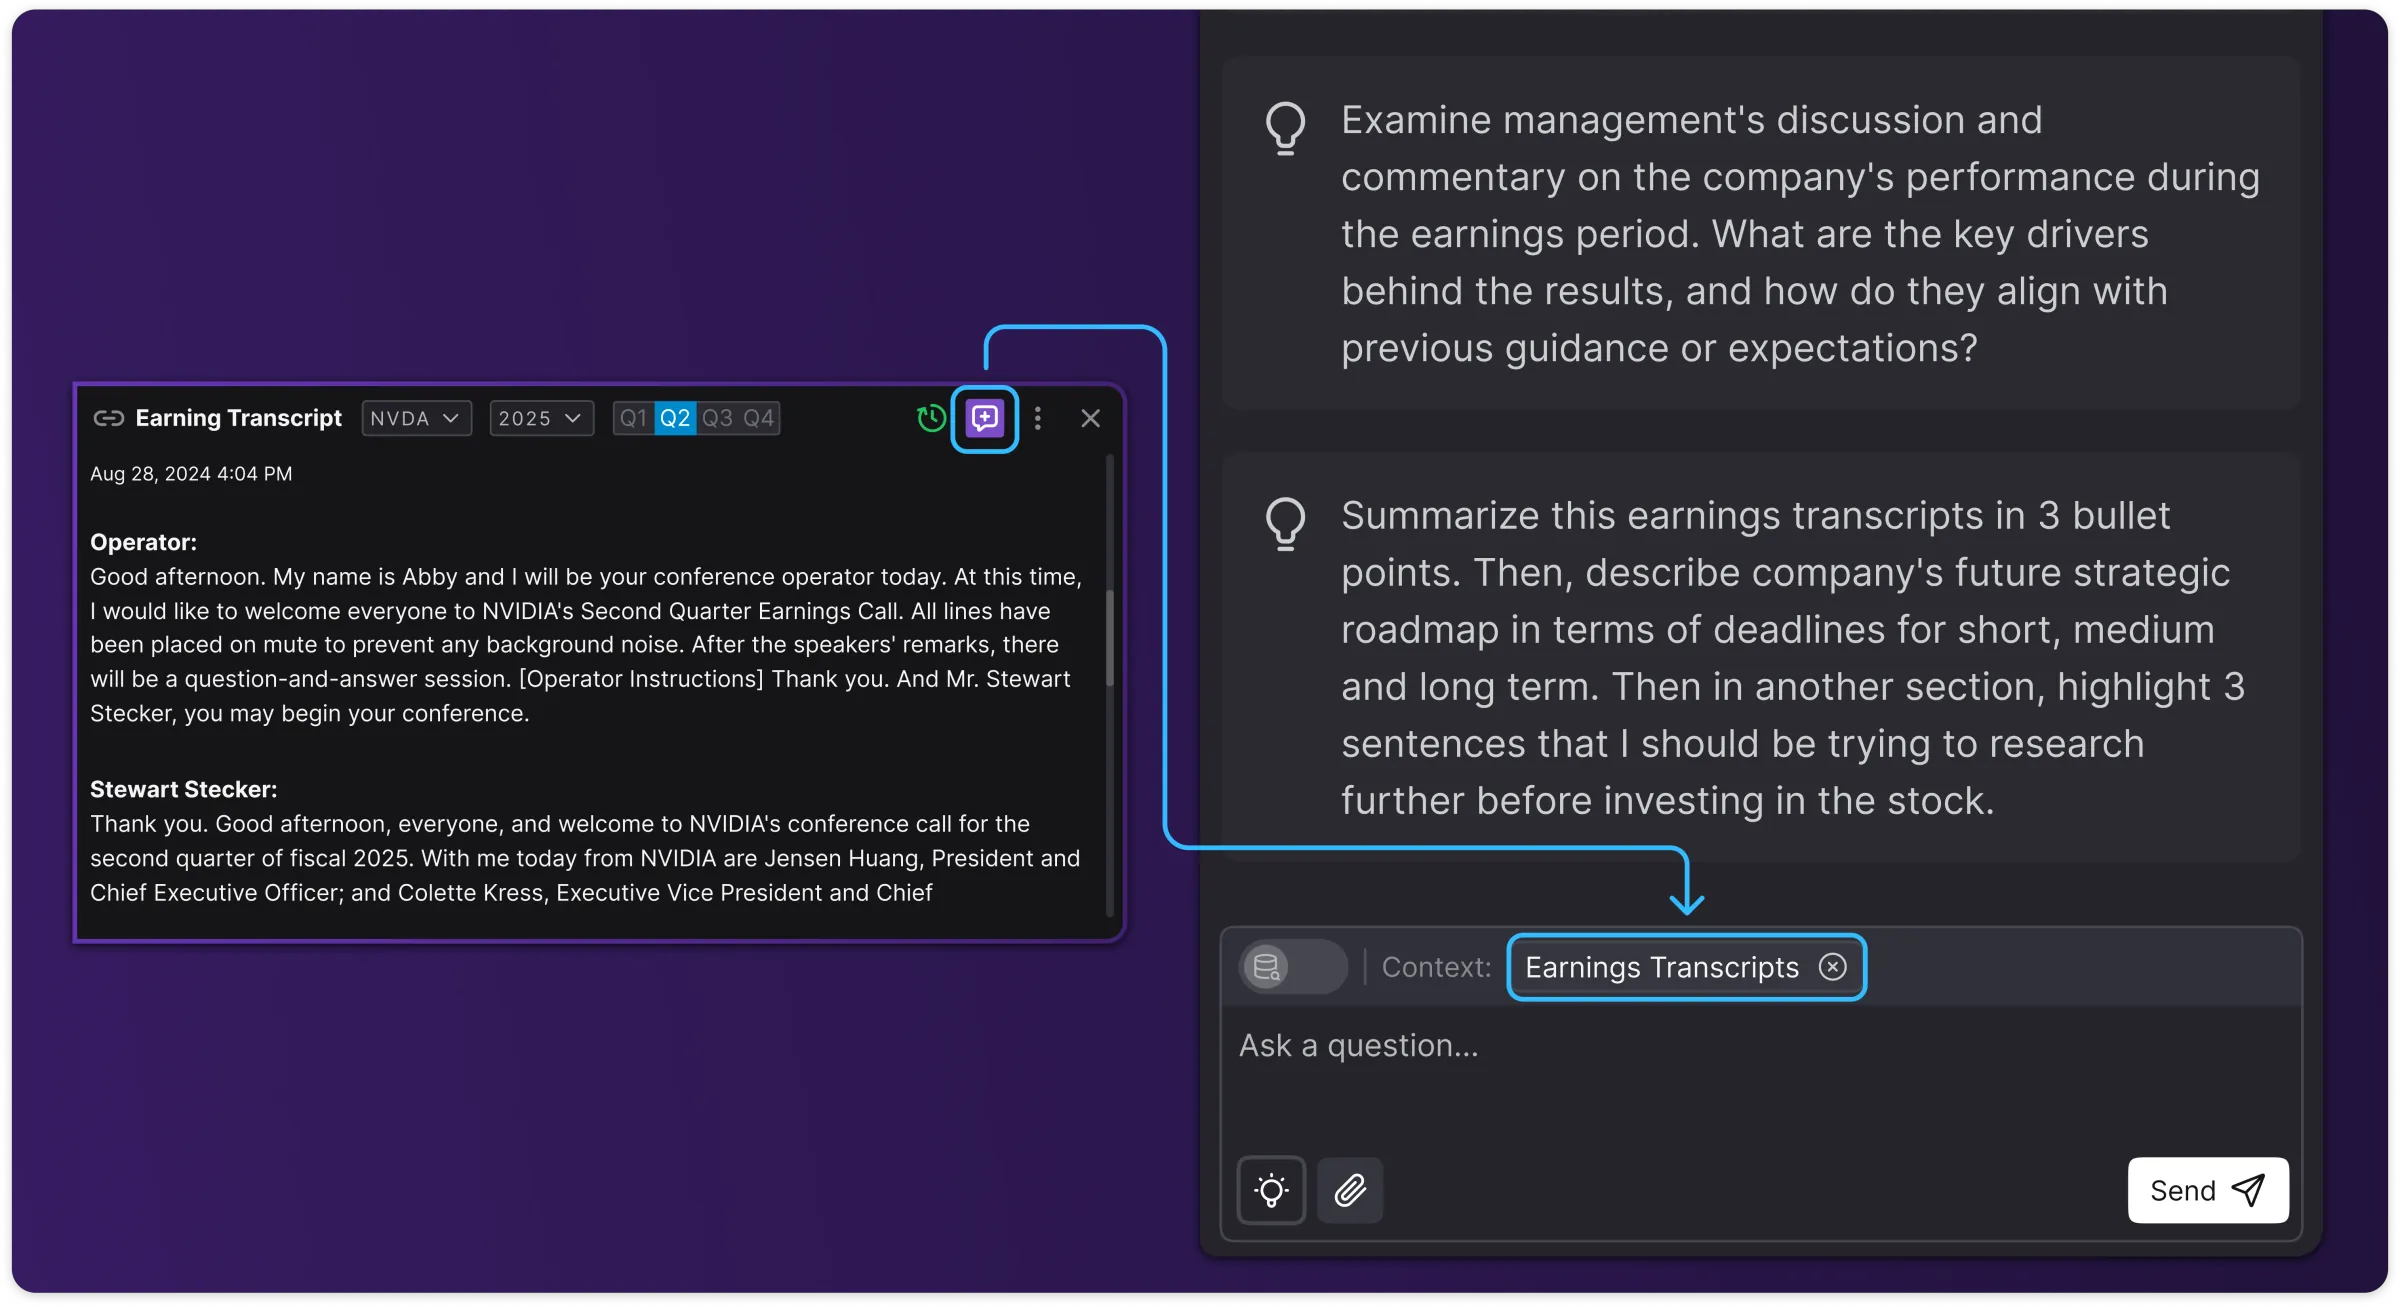 Earning Transcript NVDA 2025 Q1 Q2 Q3 Q4
Aug 28, 2024 4:04 PM
Operator:
Good afternoon. My name is Abby and I will be your conference operator today. At this time,
I would like to welcome everyone to NVIDIA's Second Quarter Earnings Call. All lines have
been placed on mute to prevent any background noise. After the speakers' remarks, there
will be a question-and-answer session. [Operator Instructions] Thank you. And Mr. Stewart
Stecker, you may begin your conference.
Stewart Stecker:
Thank you. Good afternoon, everyone, and welcome to NVIDIA's conference call for the
second quarter of fiscal 2025. With me today from NVIDIA are Jensen Huang, President and
Chief Executive Officer; and Colette Kress, Executive Vice President and Chief
Examine management's discussion and
commentary on the company's performance during
the earnings period. What are the key drivers
behind the results, and how do they align with
previous guidance or expectations?
Summarize this earnings transcripts in 3 bullet
points. Then, describe company's future strategic
roadmap in terms of deadlines for short, medium
and long term. Then in another section, highlight 3
sentences that I should be trying to research
further before investing in the stock.
Context: Earnings Transcripts
Ask a question...
Send